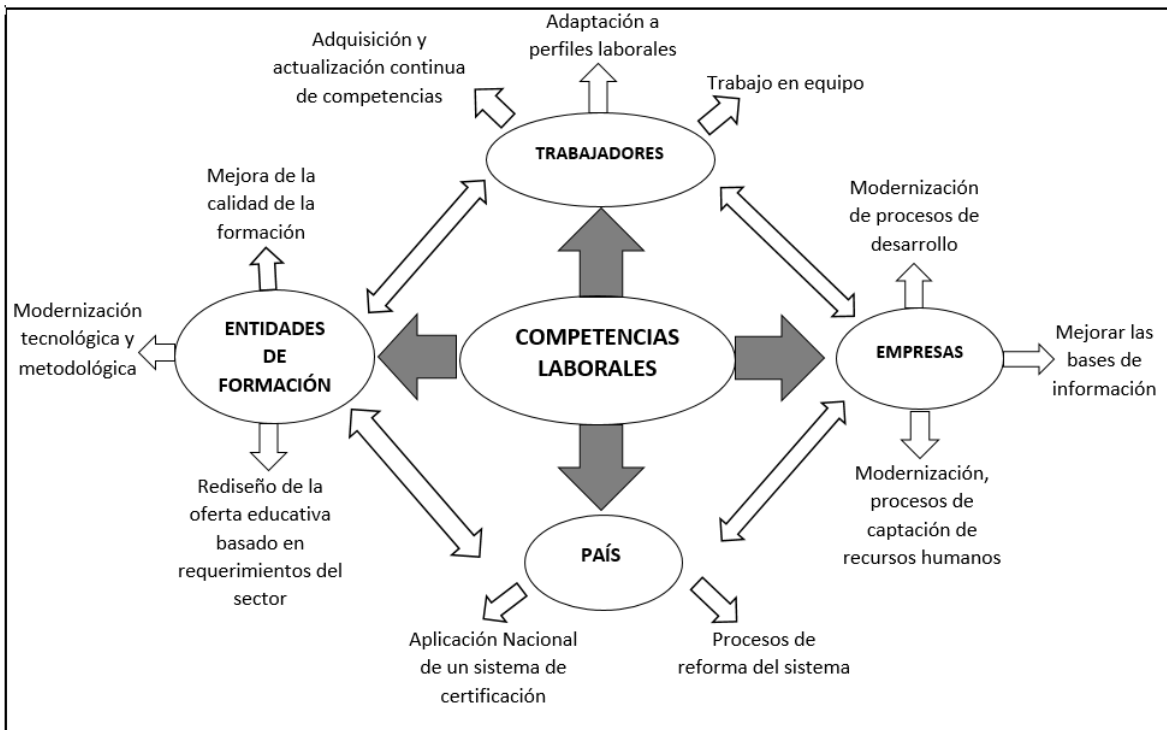 Adquisición y
actualización continua
de competencias
Adaptación a
perfiles laborales
Trabajo en equipo
TRABAJADORES
Mejora de la
calidad de la
formación
Modernización
de procesos de
desarrollo
Modernización
tecnológica y
metodológica
ENTIDADES
DE
FORMACIÓN
COMPETENCIAS
LABORALES
EMPRESAS
Mejorar las
bases de
información
Rediseño de la
oferta educativa
basado en
requerimientos del
sector
Modernización,
procesos de
captación de
recursos humanos
PAÍS
Aplicación Nacional
de un sistema de
certificación
Procesos de
reforma del sistema